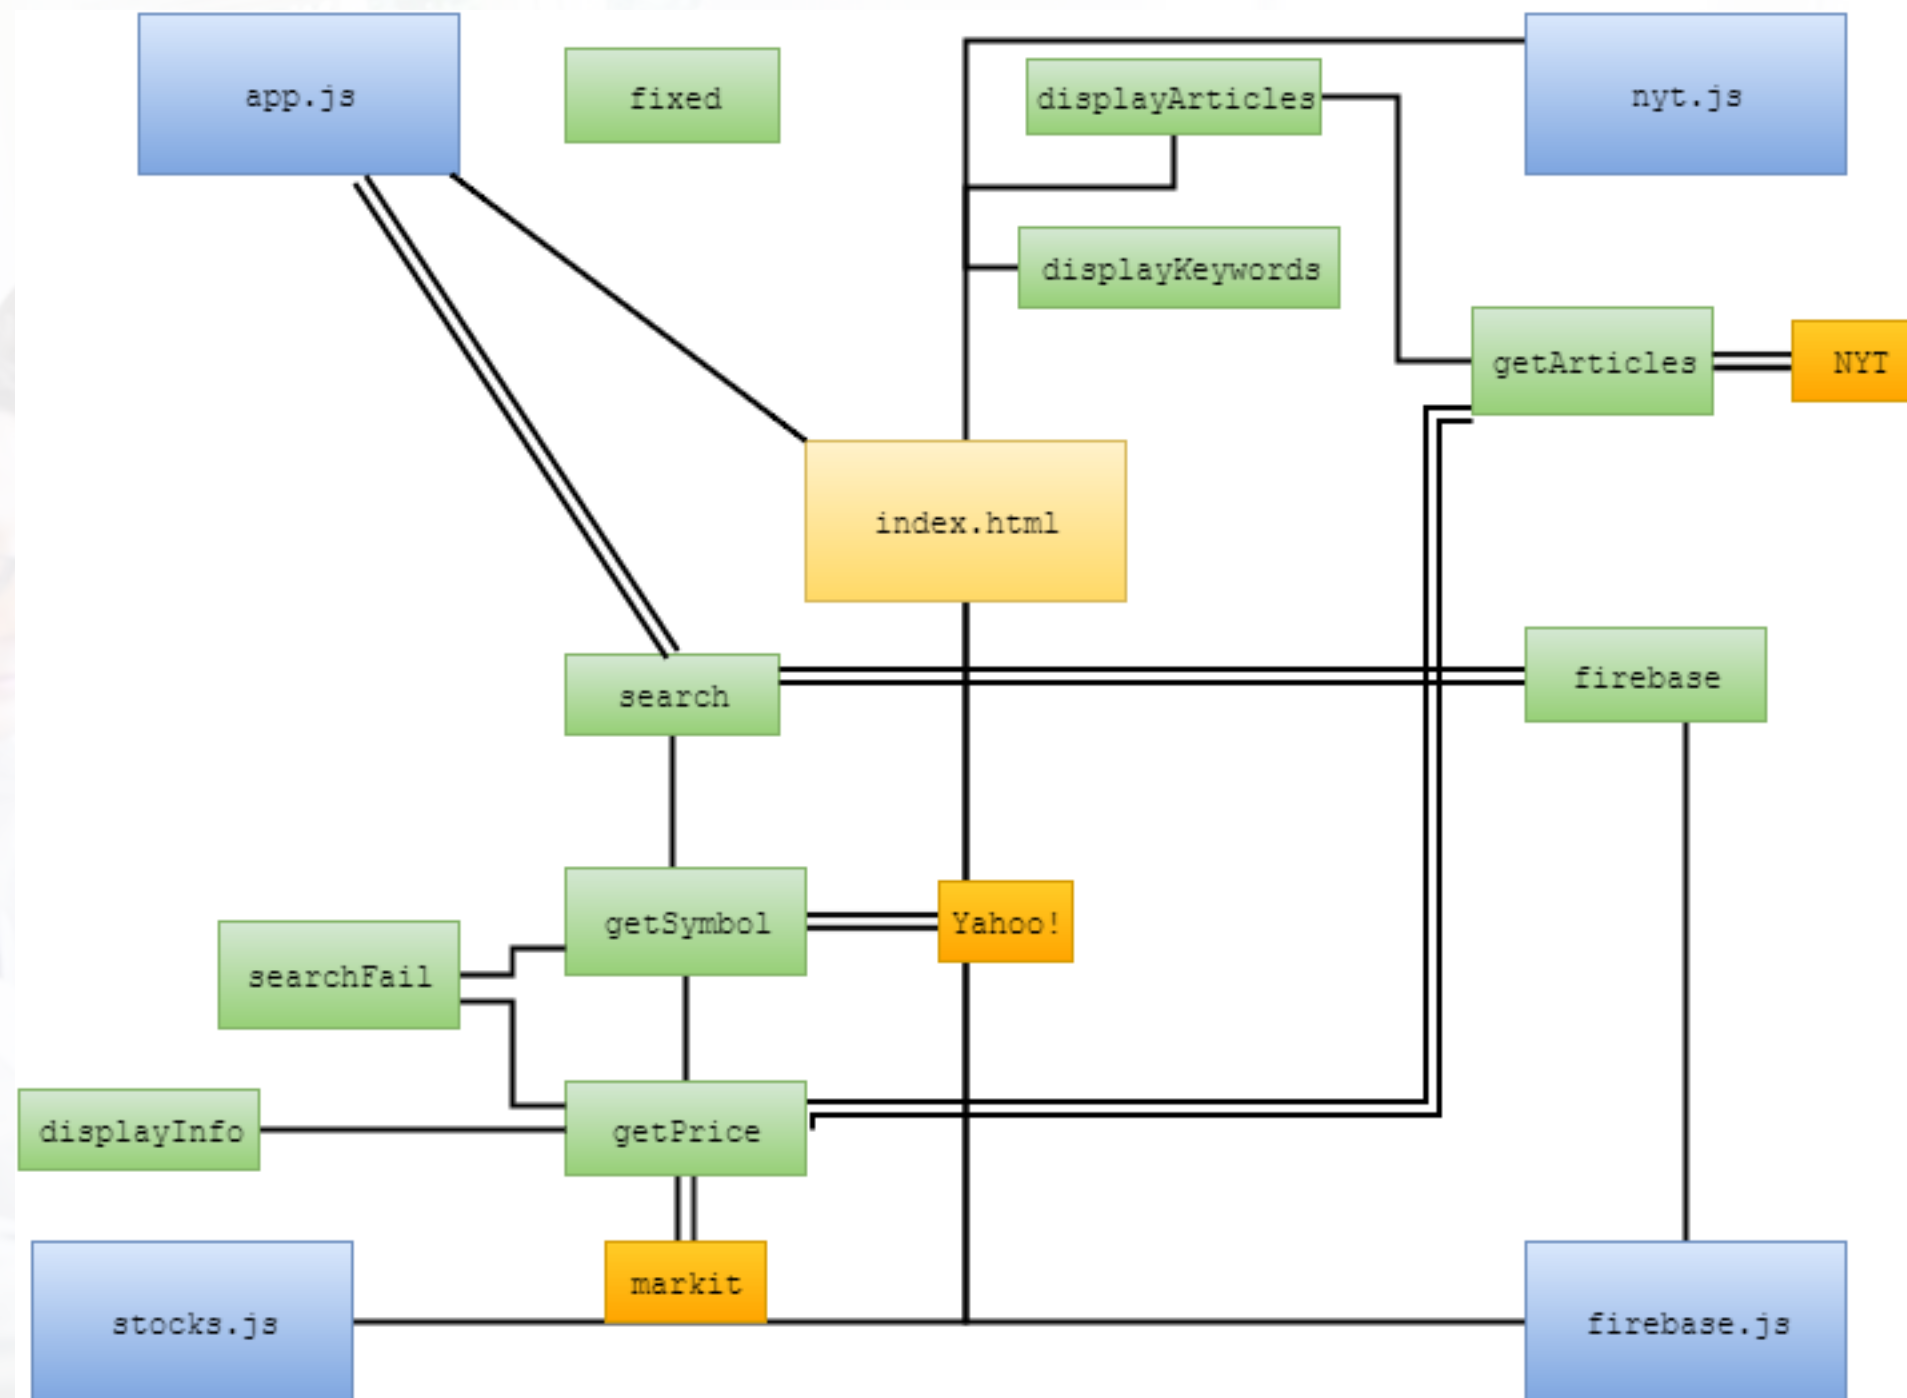 app.js
fixed
displayArticles
nyt.js
displayKeywords
getArticles
NYT
index.html
search
firebase
getSymbol
Yahoo!
searchFail
displayInfo
getPrice
markit
stocks.js
firebase.js